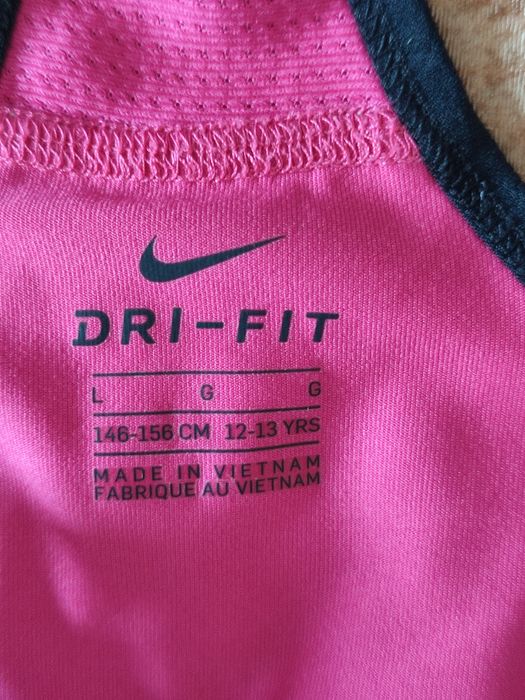 DRI-FIT
L G G
146-156 CM 12-13 YRS
MADE IN VIETNAM
FABRIQUE AU VIETNAM